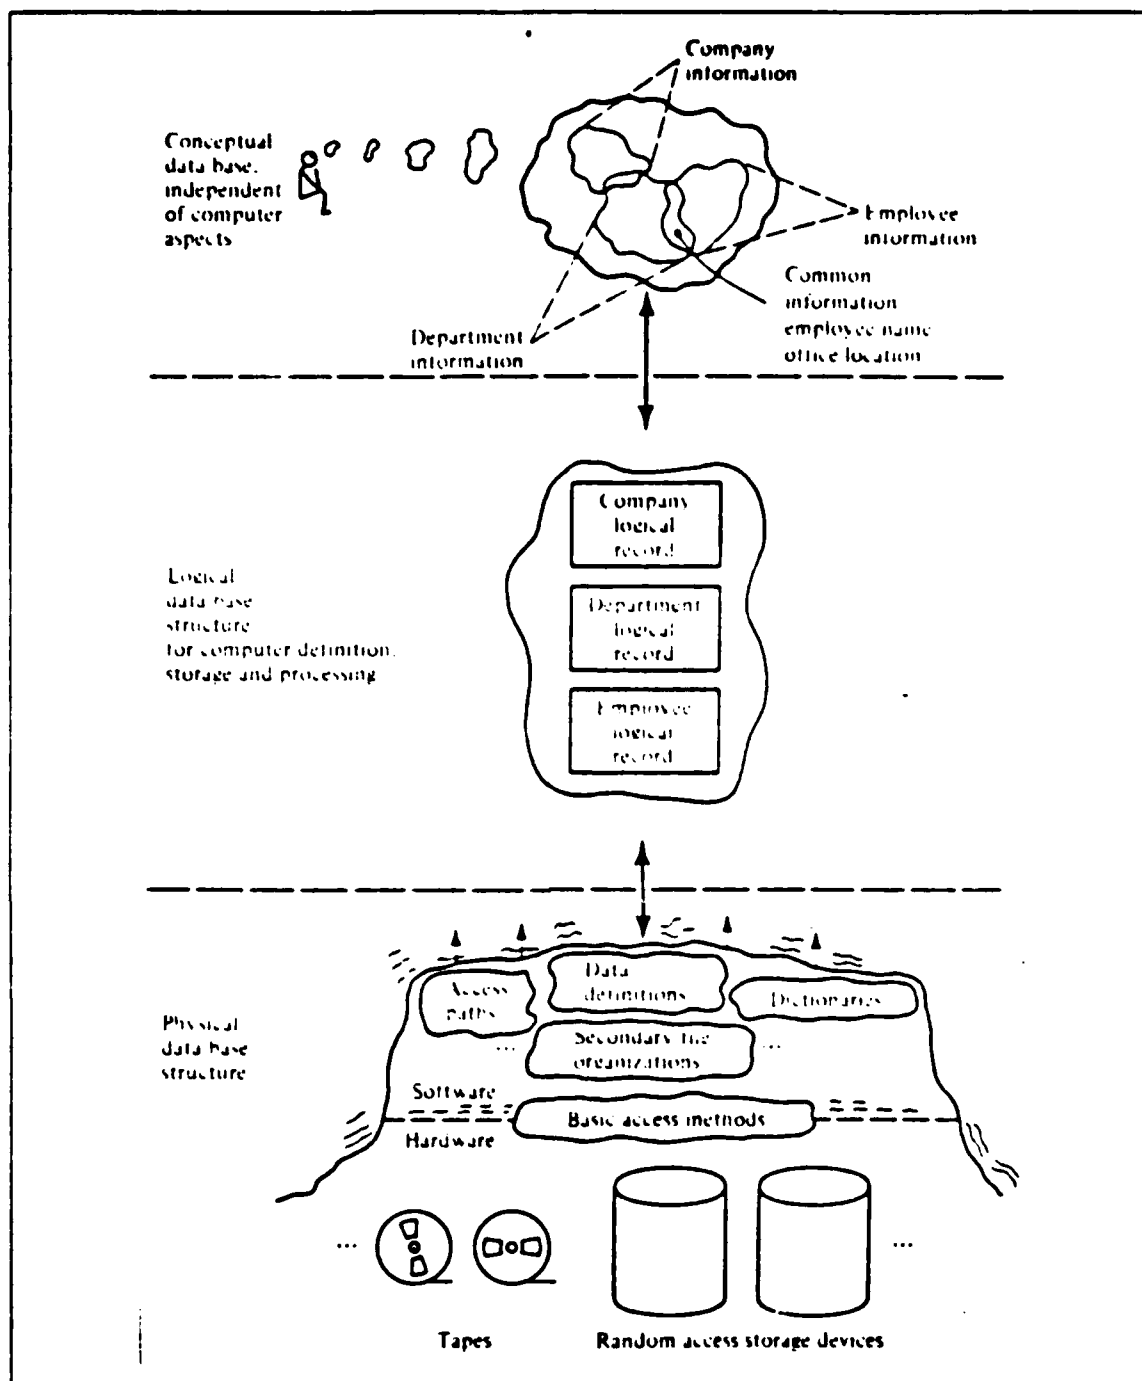 Company
information
Conceptual
data base,
independent
of computer
aspects
Employee
information
Common
information
employee name
office location
Department
information
Company
logical
record
Logical
data base
structure
for computer definition,
storage and processing
Department
logical
record
Employee
logical
record
Physical
data base
structure
Access
paths
Data
definitions
Dictionaries
...
Secondary file
organizations
...
Software
Basic access methods
Hardware
...
...
Tapes
Random access storage devices